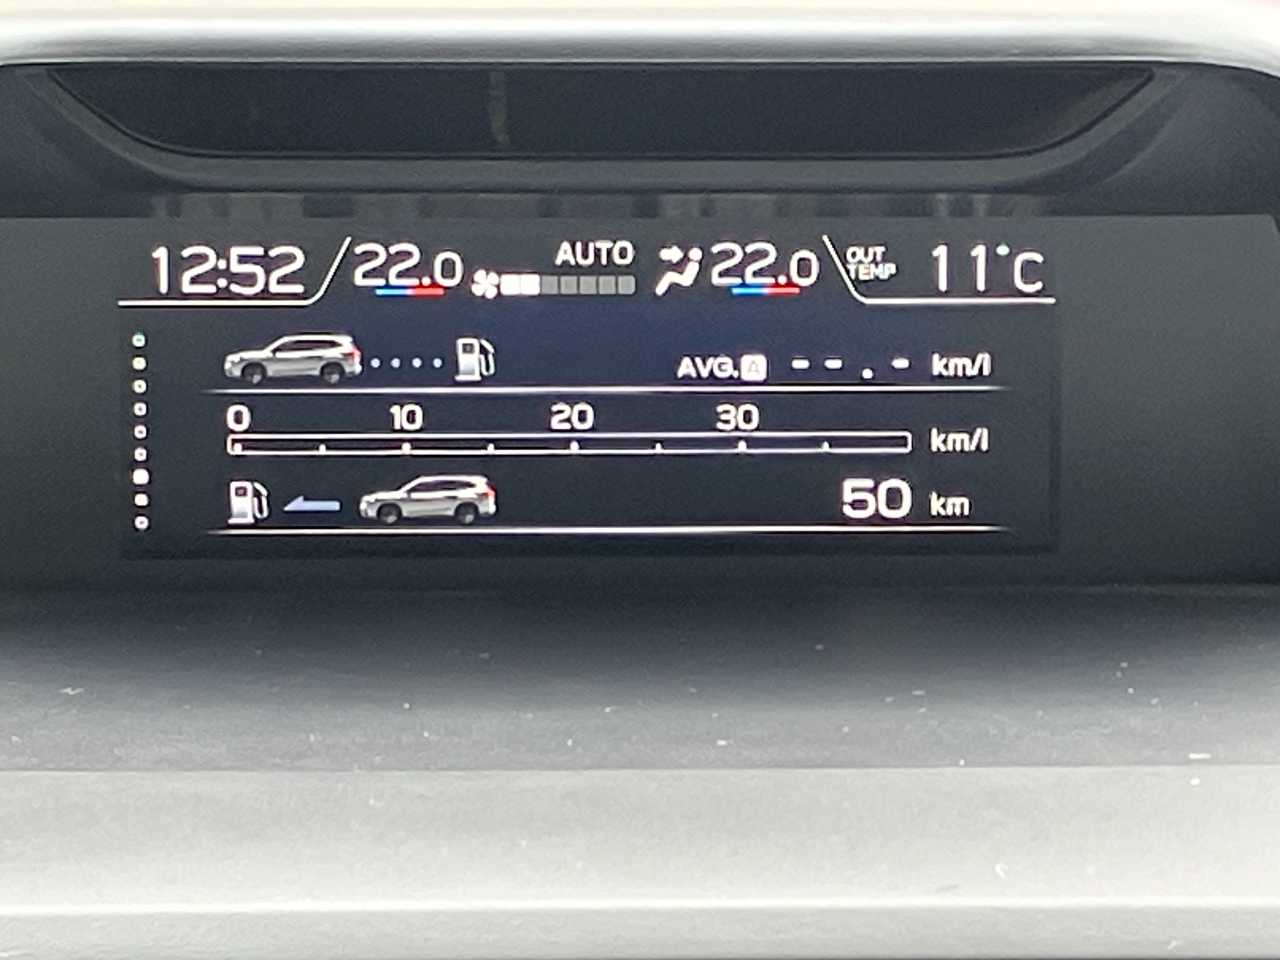 12:52 22.0 AUTO 22.0 OUT TEMP 11°C
AVG. A --.- km/l
0 10 20 30
km/l
50 km